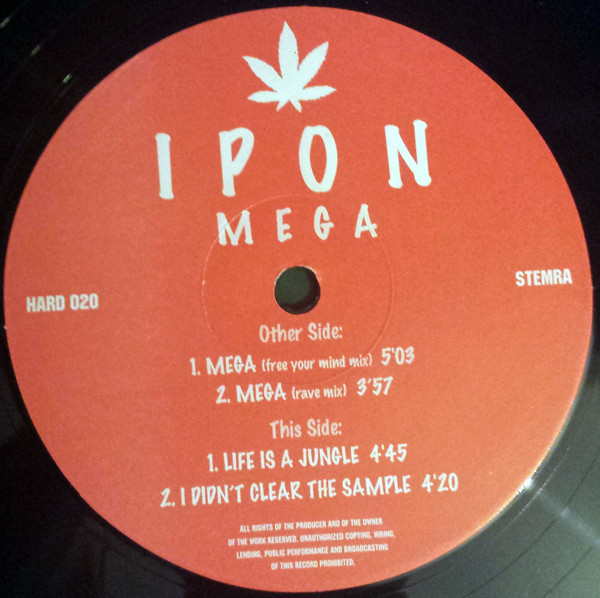 IPON
MEGA
HARD 020
STEMRA
Other Side:
1. MEGA (free your mind mix) 5'03
2. MEGA (rave mix) 3'57
This Side:
1. LIFE IS A JUNGLE 4'45
2. I DIDN'T CLEAR THE SAMPLE 4'20
ALL RIGHTS OF THE PRODUCER AND OF THE OWNER
OF THE WORK RESERVED. UNAUTHORIZED COPYING, HIRING,
LENDING, PUBLIC PERFORMANCE AND BROADCASTING
OF THIS RECORD PROHIBITED.